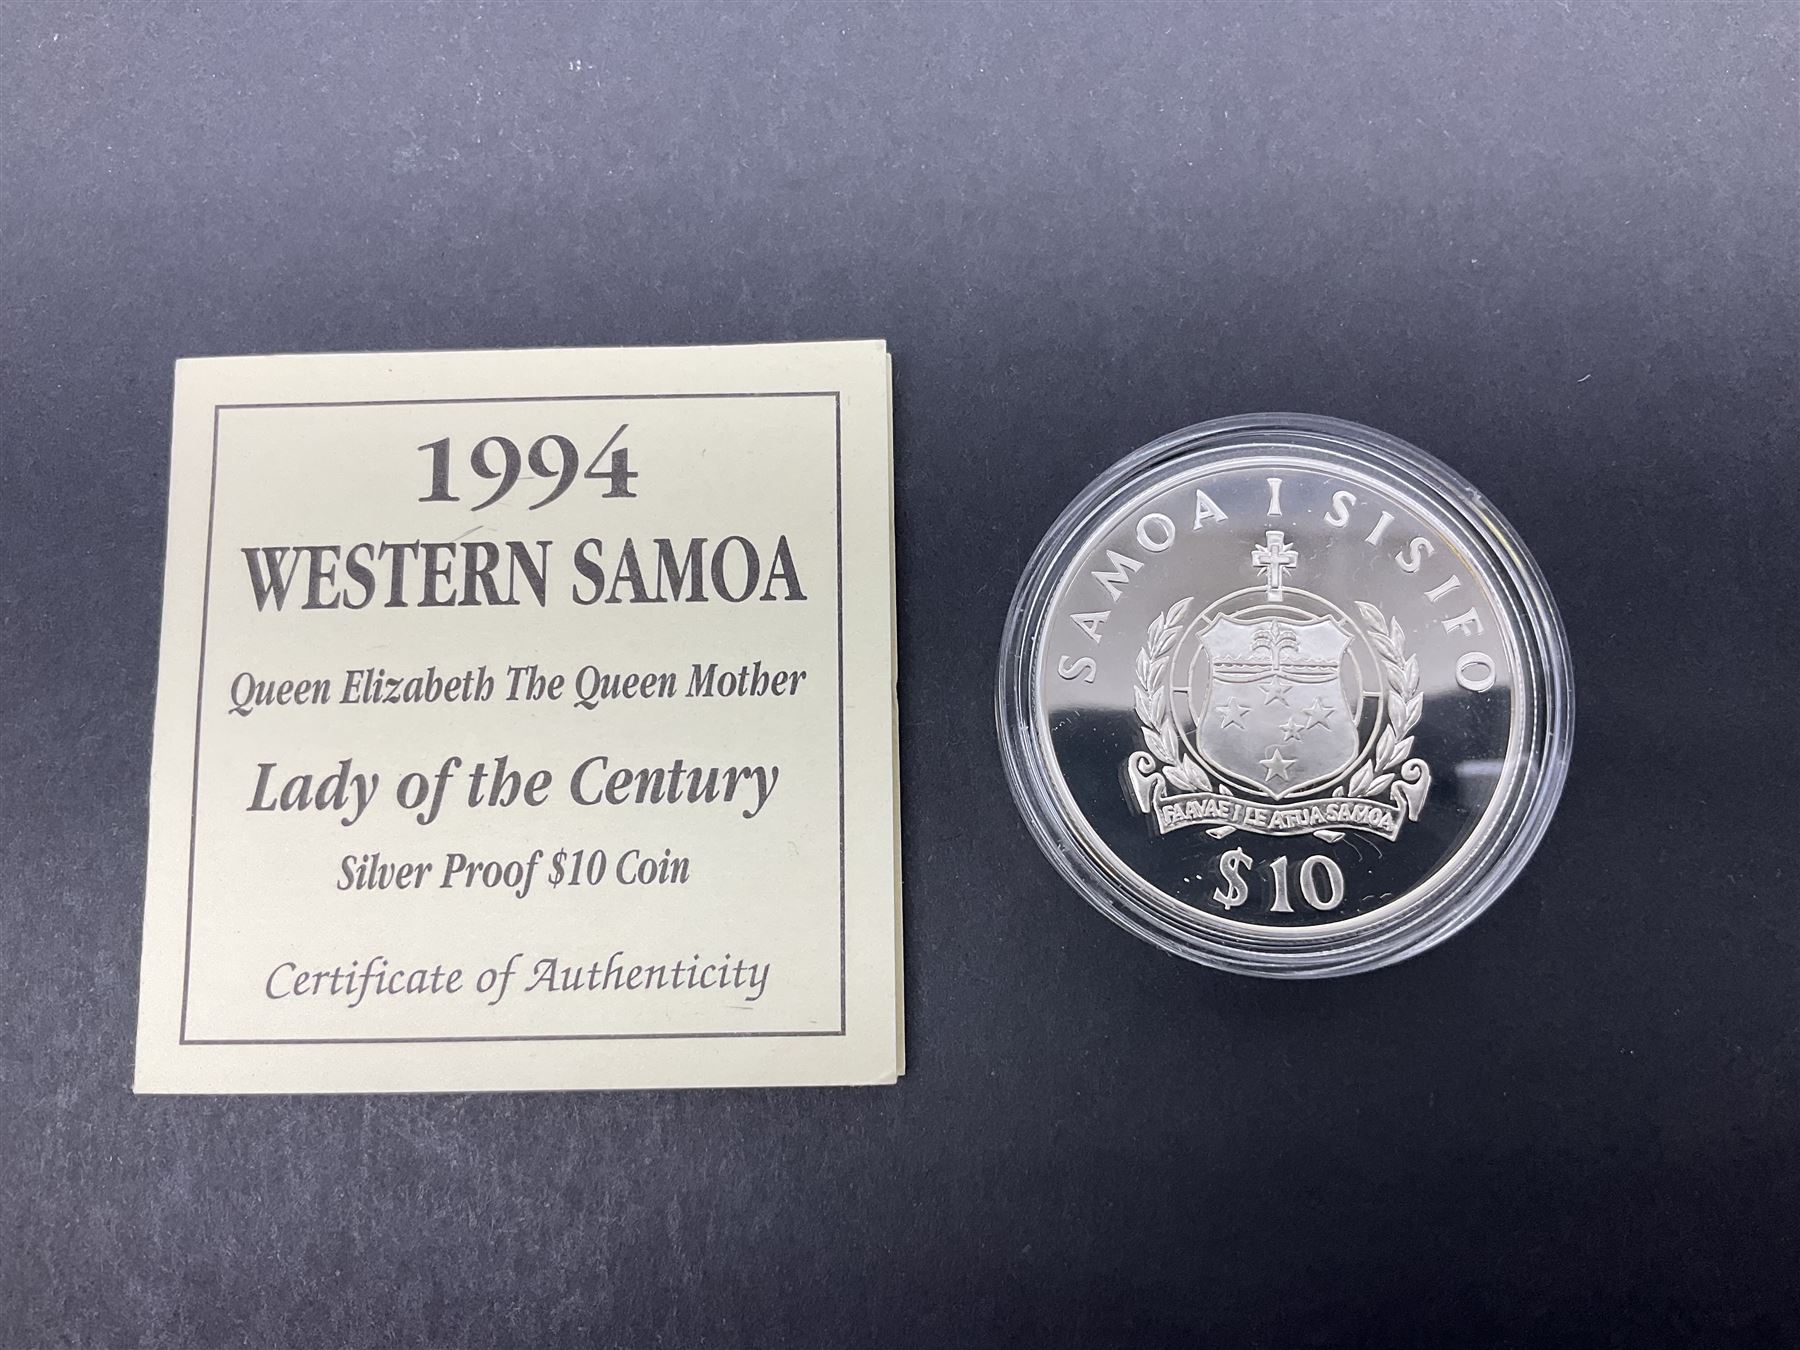 1994
WESTERN SAMOA
Queen Elizabeth The Queen Mother
Lady of the Century
Silver Proof $10 Coin
Certificate of Authenticity
SAMOA I SISIFO
FAAVAE I LE ATUA SAMOA
$10